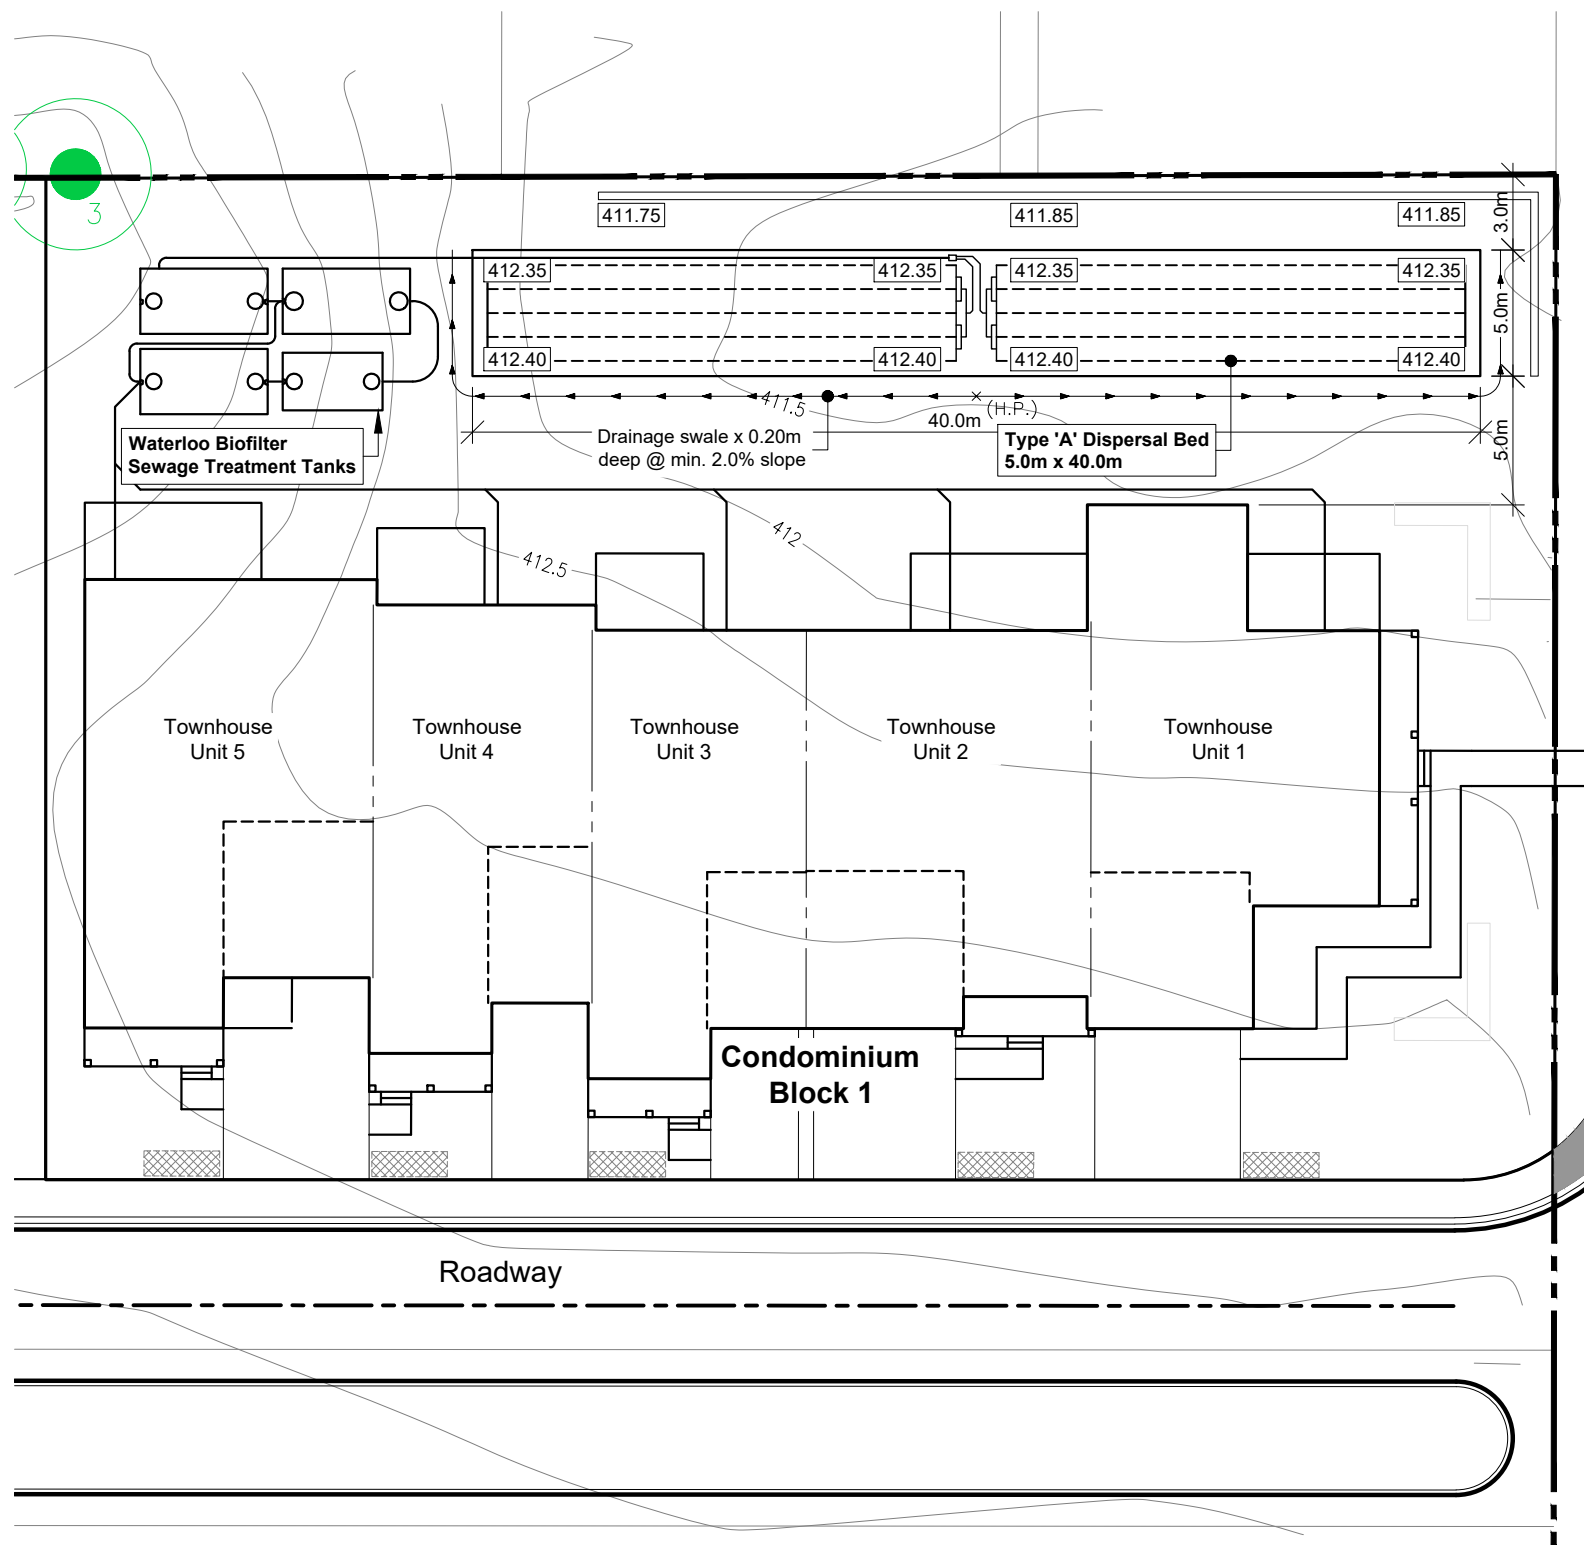 3
411.75
411.85
411.85
3.0m
412.35
412.35
412.35
412.35
5.0m
412.40
412.40
412.40
412.40
411.5
(H.P.)
40.0m
5.0m
Waterloo Biofilter
Sewage Treatment Tanks
Drainage swale x 0.20m
deep @ min. 2.0% slope
Type 'A' Dispersal Bed
5.0m x 40.0m
412
412.5
Townhouse
Unit 5
Townhouse
Unit 4
Townhouse
Unit 3
Townhouse
Unit 2
Townhouse
Unit 1
Condominium
Block 1
Roadway